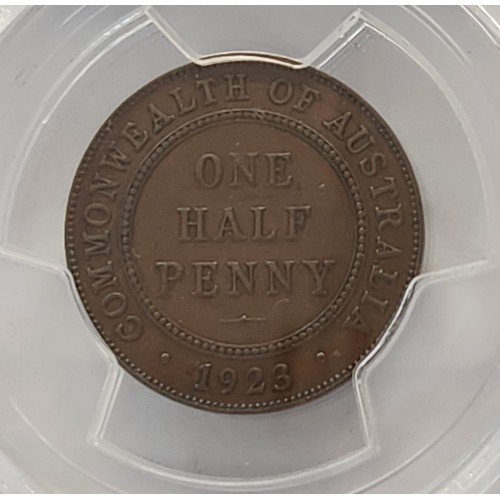 COMMONWEALTH OF AUSTRALIA
ONE
HALF
PENNY
1923